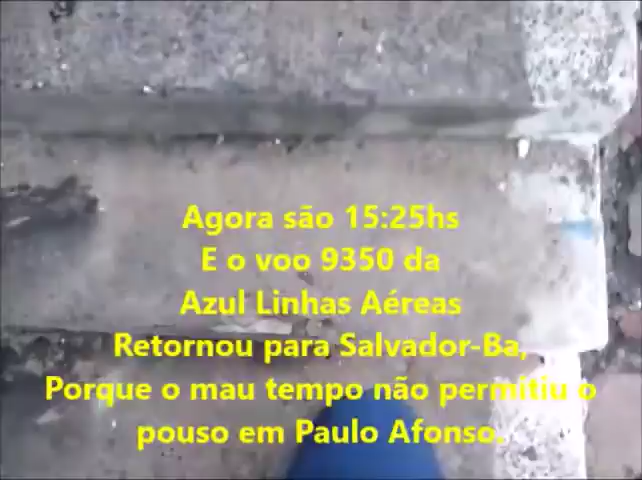 Agora são 15:25hs
E o voo 9350 da
Azul Linhas Aéreas
Retornou para Salvador-Ba,
Porque o mau tempo não permitiu o
pouso em Paulo Afonso.